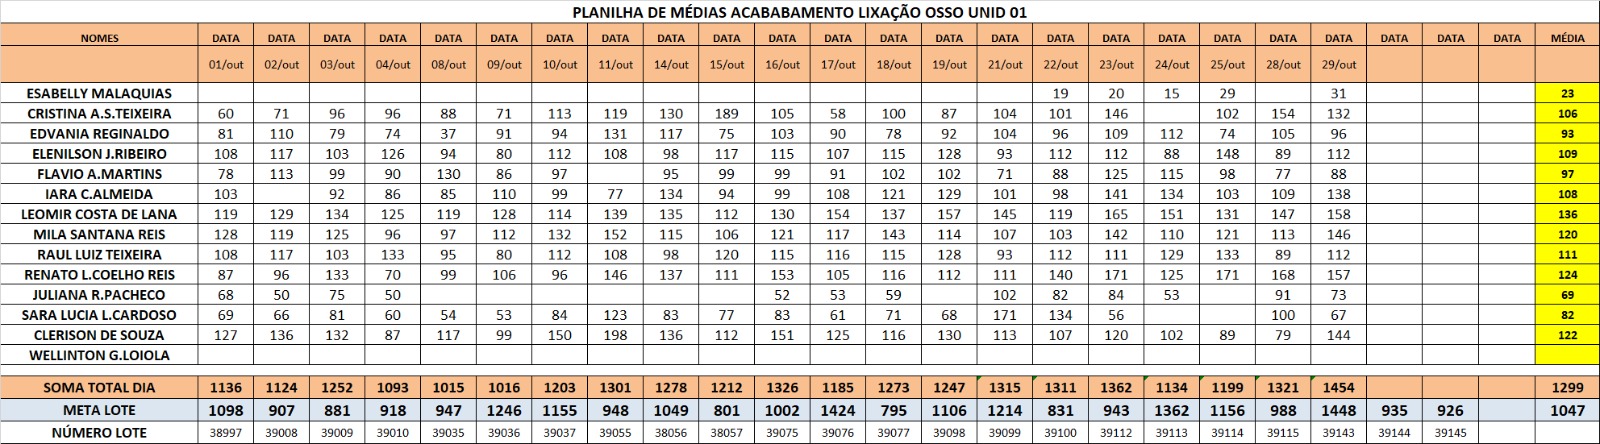 PLANILHA DE MÉDIAS ACABABAMENTO LIXAÇÃO OSSO UNID 01
NOMES DATA DATA DATA DATA DATA DATA DATA DATA DATA DATA DATA DATA DATA DATA DATA DATA DATA DATA DATA DATA DATA DATA DATA DATA MÉDIA
01/out 02/out 03/out 04/out 08/out 09/out 10/out 11/out 14/out 15/out 16/out 17/out 18/out 19/out 21/out 22/out 23/out 24/out 25/out 28/out 29/out
ESABELLY MALAQUIAS 19 20 15 29 31 23
CRISTINA A.S.TEIXEIRA 60 71 96 96 88 71 113 119 130 189 105 58 100 87 104 101 146 102 154 132 106
EDVANIA REGINALDO 81 110 79 74 37 91 94 131 117 75 103 90 78 92 104 96 109 112 74 105 96 93
ELENILSON J.RIBEIRO 108 117 103 126 94 80 112 108 98 117 115 107 115 128 93 112 112 88 148 89 112 109
FLAVIO A.MARTINS 78 113 99 90 130 86 97 95 99 99 91 102 102 71 88 125 115 98 77 88 97
IARA C.ALMEIDA 103 92 86 85 110 99 77 134 94 99 108 121 129 101 98 141 134 103 109 138 108
LEOMIR COSTA DE LANA 119 129 134 125 119 128 114 139 135 112 130 154 137 157 145 119 165 151 131 147 158 136
MILA SANTANA REIS 128 119 125 96 97 112 132 152 115 106 121 117 143 114 107 103 142 110 121 113 146 120
RAUL LUIZ TEIXEIRA 108 117 103 133 95 80 112 108 98 120 115 116 115 128 93 112 111 129 133 89 112 111
RENATO L.COELHO REIS 87 96 133 70 99 106 96 146 137 111 153 105 116 112 111 140 171 125 171 168 157 124
JULIANA R.PACHECO 68 50 75 50 52 53 59 102 82 84 53 91 73 69
SARA LUCIA L.CARDOSO 69 66 81 60 54 53 84 123 83 77 83 61 71 68 171 134 56 100 67 82
CLERISON DE SOUZA 127 136 132 87 117 99 150 198 136 112 151 125 116 130 113 107 120 102 89 79 144 122
WELLINTON G.LOIOLA
SOMA TOTAL DIA 1136 1124 1252 1093 1015 1016 1203 1301 1278 1212 1326 1185 1273 1247 1315 1311 1362 1134 1199 1321 1454 1299
META LOTE 1098 907 881 918 947 1246 1155 948 1049 801 1002 1424 795 1106 1214 831 943 1362 1156 988 1448 935 926 1047
NÚMERO LOTE 38997 39008 39009 39010 39035 39036 39037 39055 38056 38057 39075 39076 39077 39098 39099 39100 39112 39113 39114 39115 39143 39144 39145